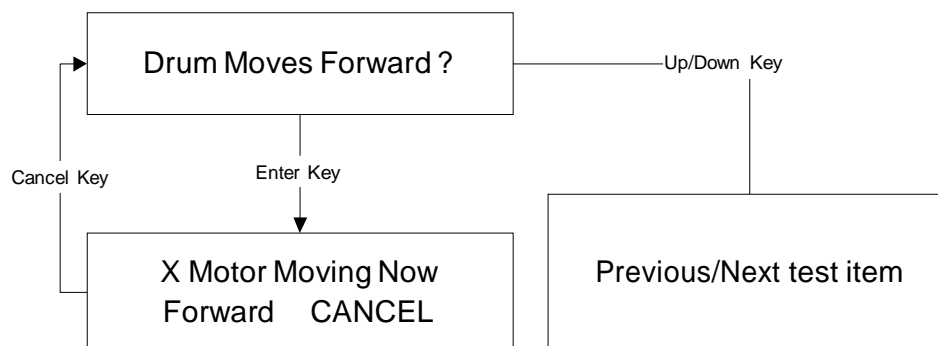 Drum Moves Forward ?
Up/Down Key
Cancel Key
Enter Key
X Motor Moving Now
Forward CANCEL
Previous/Next test item